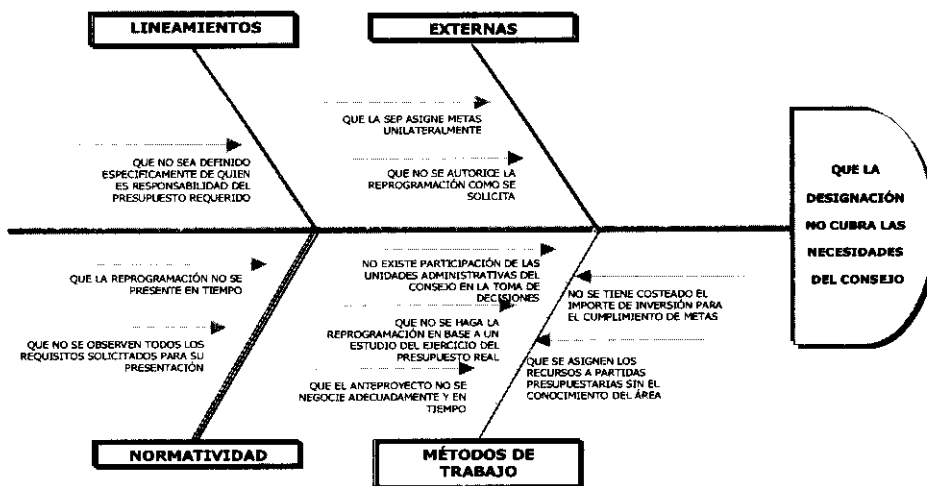 LINEAMIENTOS
EXTERNAS
QUE LA SEP ASIGNE METAS
UNILATERALMENTE
QUE NO SEA DEFINIDO
ESPECÍFICAMENTE DE QUIEN
ES RESPONSABILIDAD DEL
PRESUPUESTO REQUERIDO
QUE NO SE AUTORICE LA
REPROGRAMACIÓN COMO SE
SOLICITA
QUE LA
DESIGNACIÓN
NO CUBRA LAS
NECESIDADES
DEL CONSEJO
QUE LA REPROGRAMACIÓN NO SE
PRESENTE EN TIEMPO
QUE NO SE OBSERVEN TODOS LOS
REQUISITOS SOLICITADOS PARA SU
PRESENTACIÓN
NO EXISTE PARTICIPACIÓN DE LAS
UNIDADES ADMINISTRATIVAS DEL
CONSEJO EN LA TOMA DE
DECISIONES
NO SE TIENE COSTEADO EL
IMPORTE DE INVERSIÓN PARA
EL CUMPLIMIENTO DE METAS
QUE NO SE HAGA LA
REPROGRAMACIÓN EN BASE A UN
ESTUDIO DEL EJERCICIO DEL
PRESUPUESTO REAL
QUE SE ASIGNEN LOS
RECURSOS A PARTIDAS
PRESUPUESTARIAS SIN EL
CONOCIMIENTO DEL ÁREA
QUE EL ANTEPROYECTO NO SE
NEGOCIE ADECUADAMENTE Y EN
TIEMPO
NORMATIVIDAD
MÉTODOS DE
TRABAJO